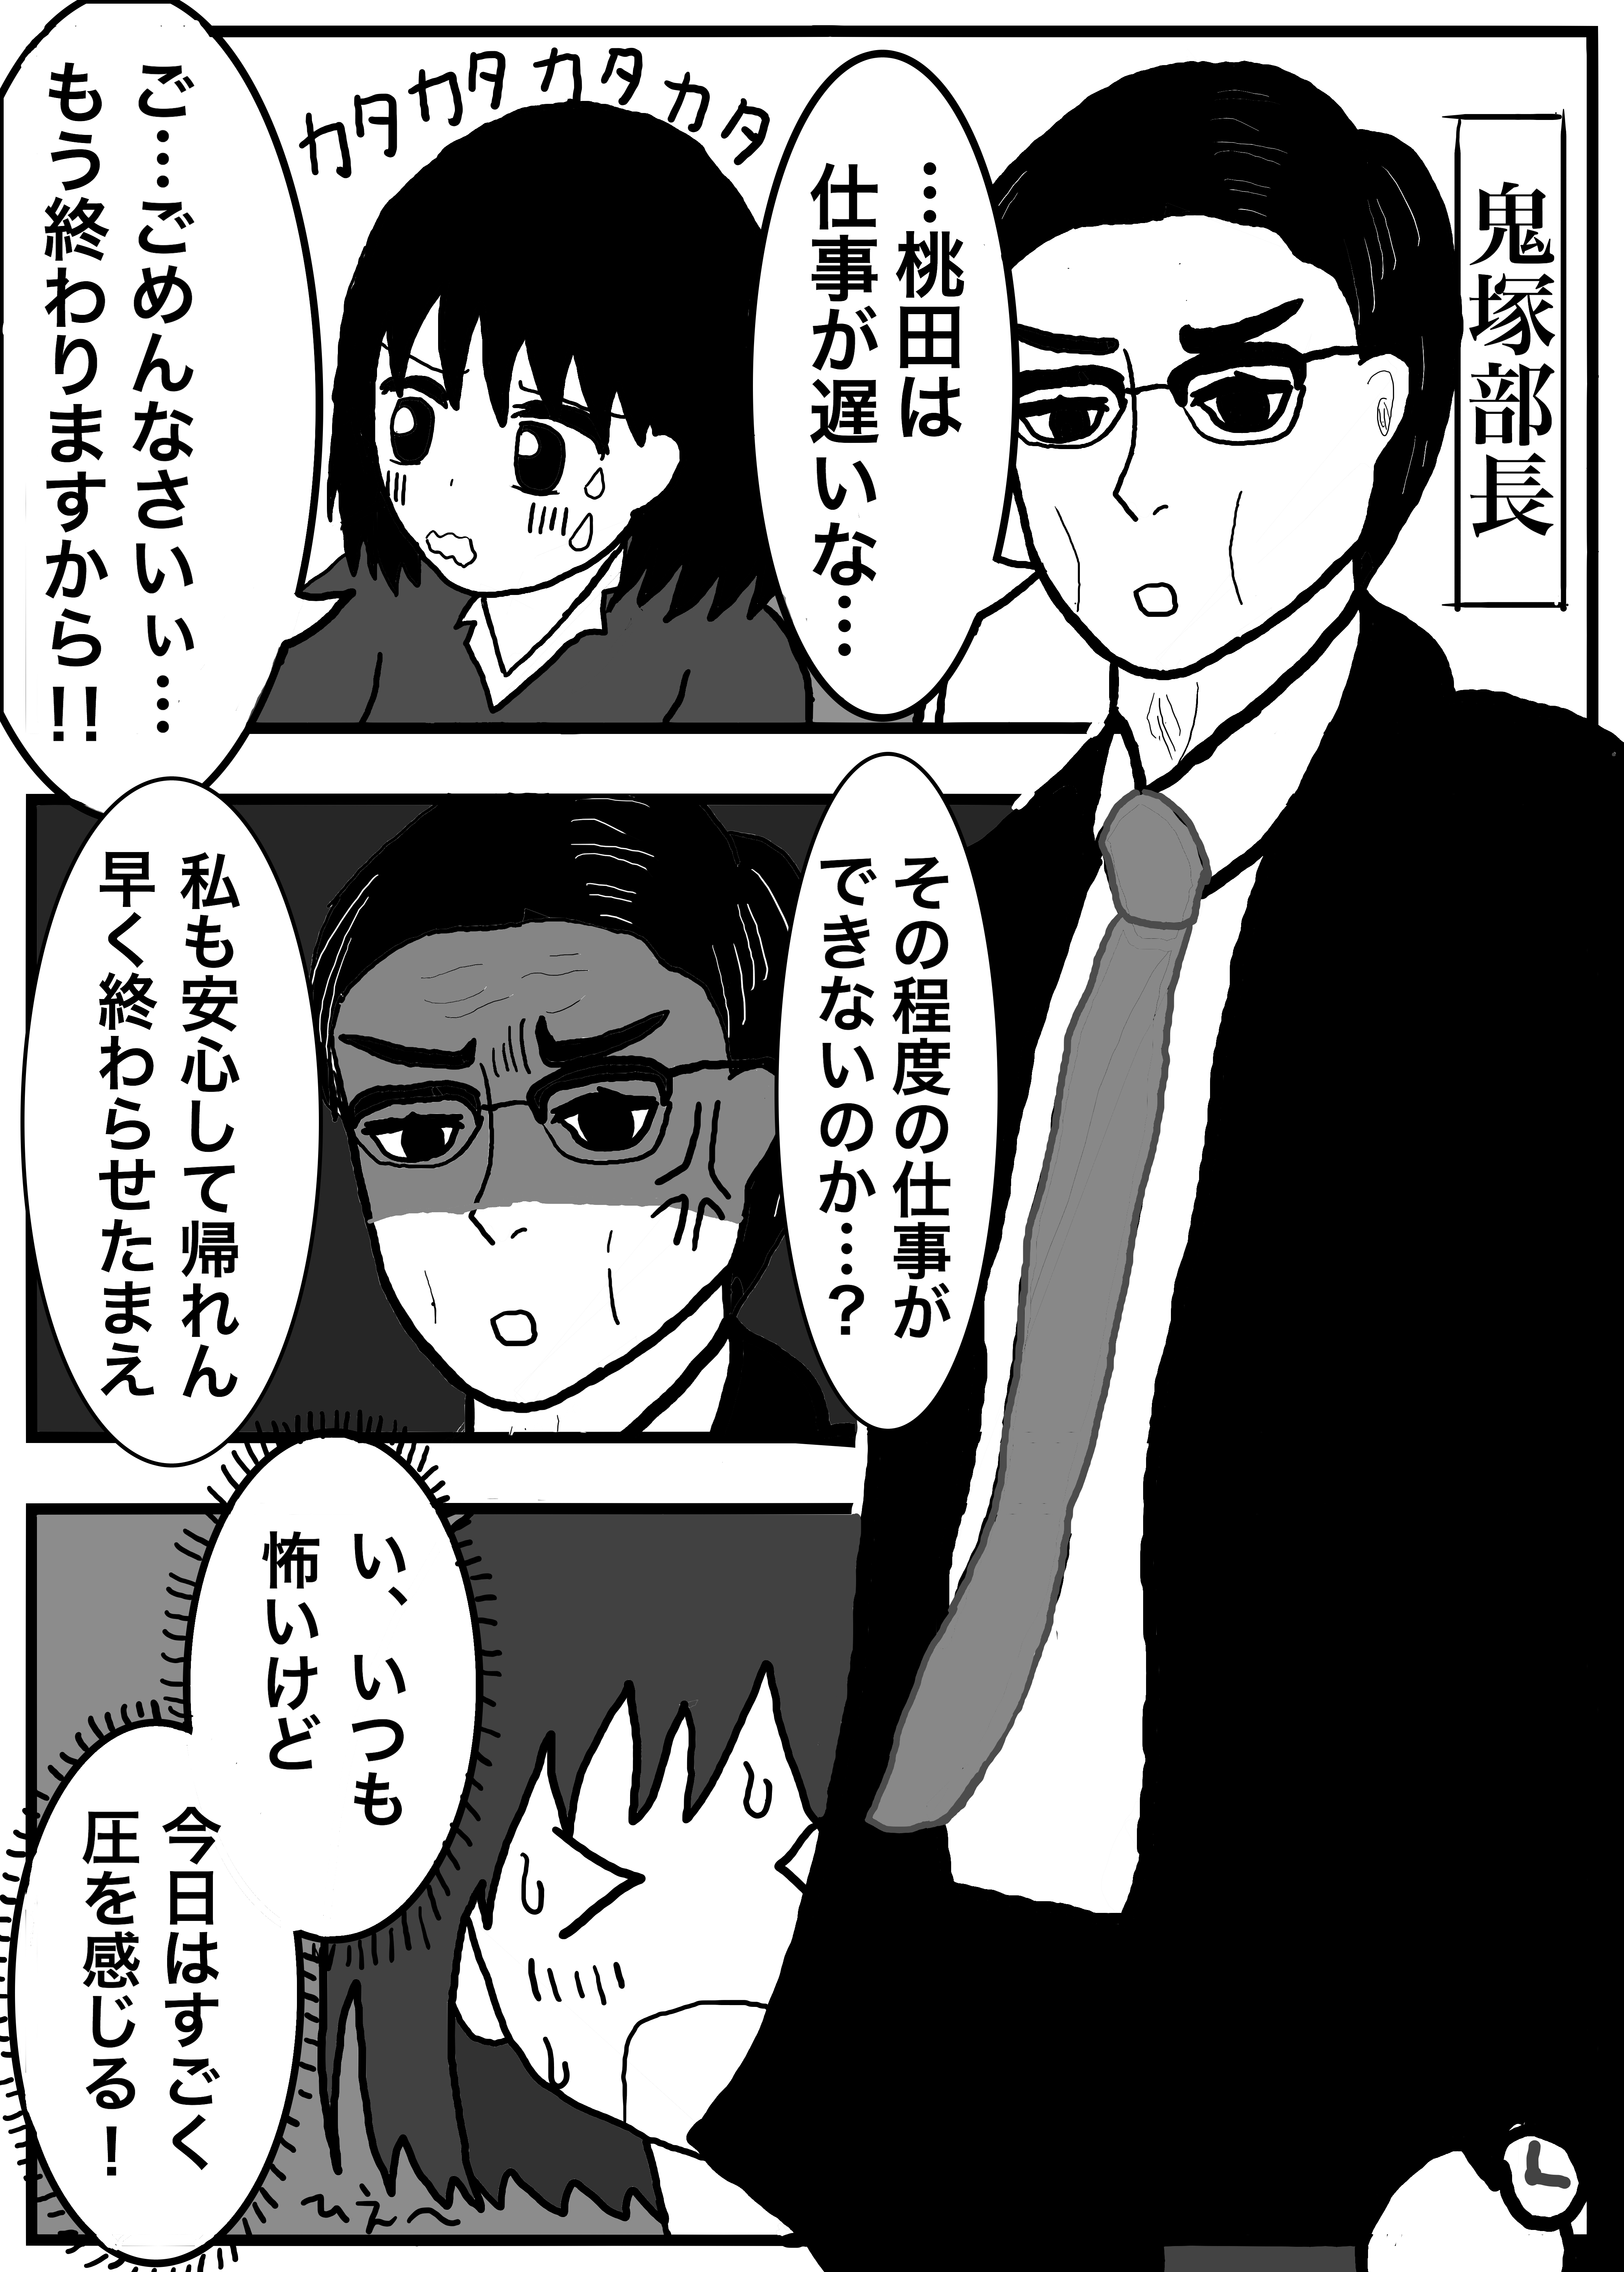 鬼塚部長
…桃田は
仕事が遅いな…
カタカタカタカタ
ご…ごめんなさいぃ…
もう終わりますから!!
その程度の仕事が
できないのか…?
私も安心して帰れん
早く終わらせたまえ
い、いつも
怖いけど
今日はすごく
圧を感じる!